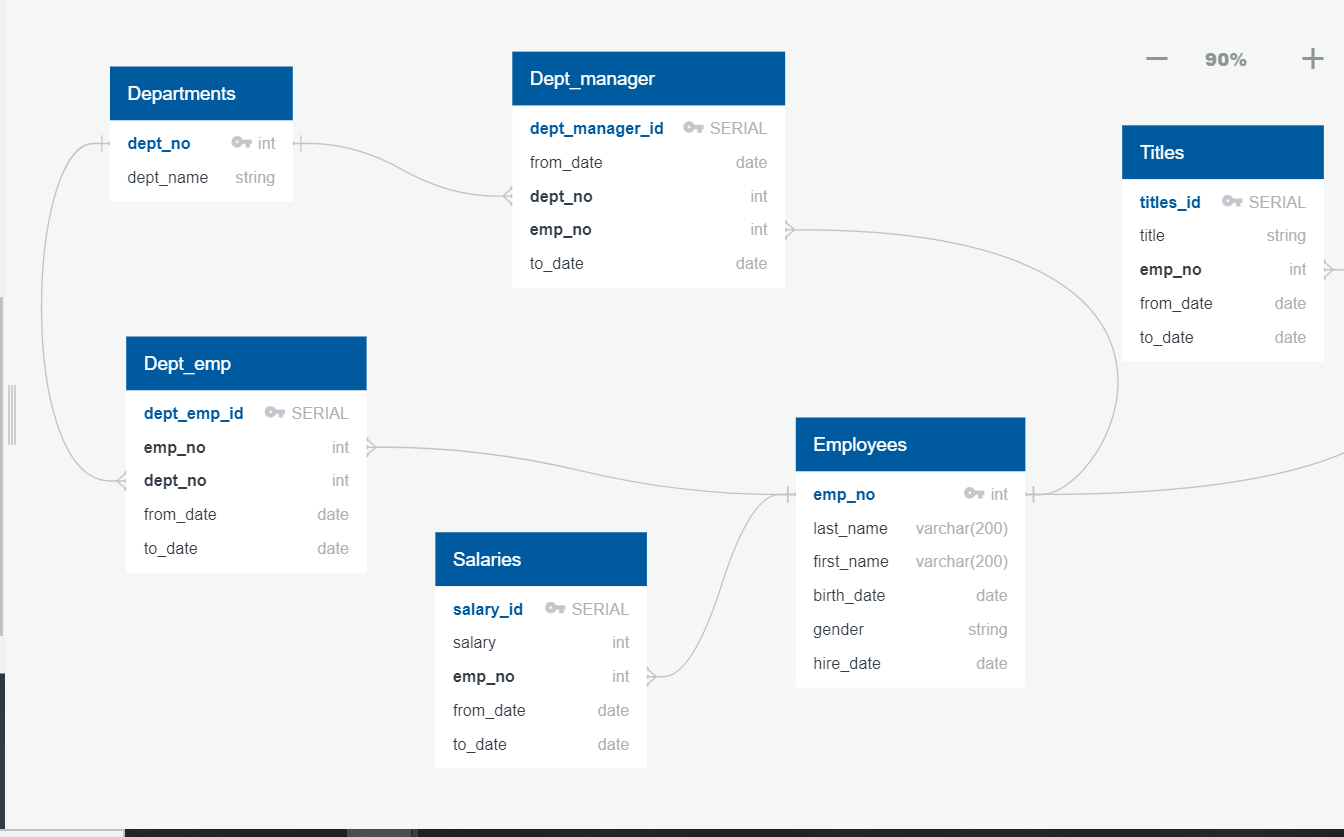 90%
Departments
dept_no int
dept_name string
Dept_manager
dept_manager_id SERIAL
from_date date
dept_no int
emp_no int
to_date date
Titles
titles_id SERIAL
title string
emp_no int
from_date date
to_date date
Dept_emp
dept_emp_id SERIAL
emp_no int
dept_no int
from_date date
to_date date
Employees
emp_no int
last_name varchar(200)
first_name varchar(200)
birth_date date
gender string
hire_date date
Salaries
salary_id SERIAL
salary int
emp_no int
from_date date
to_date date